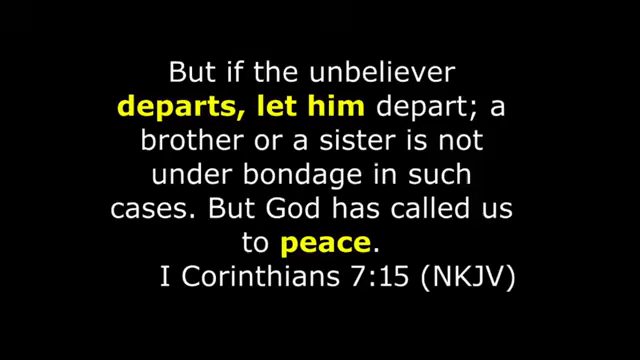 But if the unbeliever
departs, let him depart; a
brother or a sister is not
under bondage in such
cases. But God has called us
to peace.
I Corinthians 7:15 (NKJV)